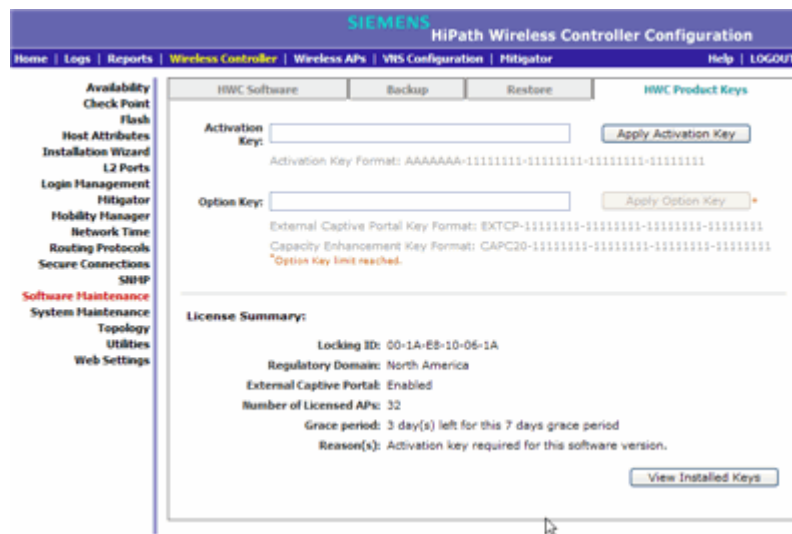 SIEMENS
HiPath Wireless Controller Configuration
Home | Logs | Reports | Wireless Controller | Wireless APs | VNS Configuration | Mitigator Help | LOGOUT
Availability
Check Point
Flash
Host Attributes
Installation Wizard
L2 Ports
Login Management
Mitigator
Mobility Manager
Network Time
Routing Protocols
Secure Connections
SNMP
Software Maintenance
System Maintenance
Topology
Utilities
Web Settings
HWC Software Backup Restore HWC Product Keys
Activation Key: Apply Activation Key
Activation Key Format: AAAAAAA-11111111-11111111-11111111-11111111
Option Key: Apply Option Key *
External Captive Portal Key Format: EXTCP-11111111-11111111-11111111-11111111
Capacity Enhancement Key Format: CAPC20-11111111-11111111-11111111-11111111
*Option Key limit reached.
License Summary:
Locking ID: 00-1A-E8-10-06-1A
Regulatory Domain: North America
External Captive Portal: Enabled
Number of Licensed APs: 32
Grace period: 3 day(s) left for this 7 days grace period
Reason(s): Activation key required for this software version.
View Installed Keys